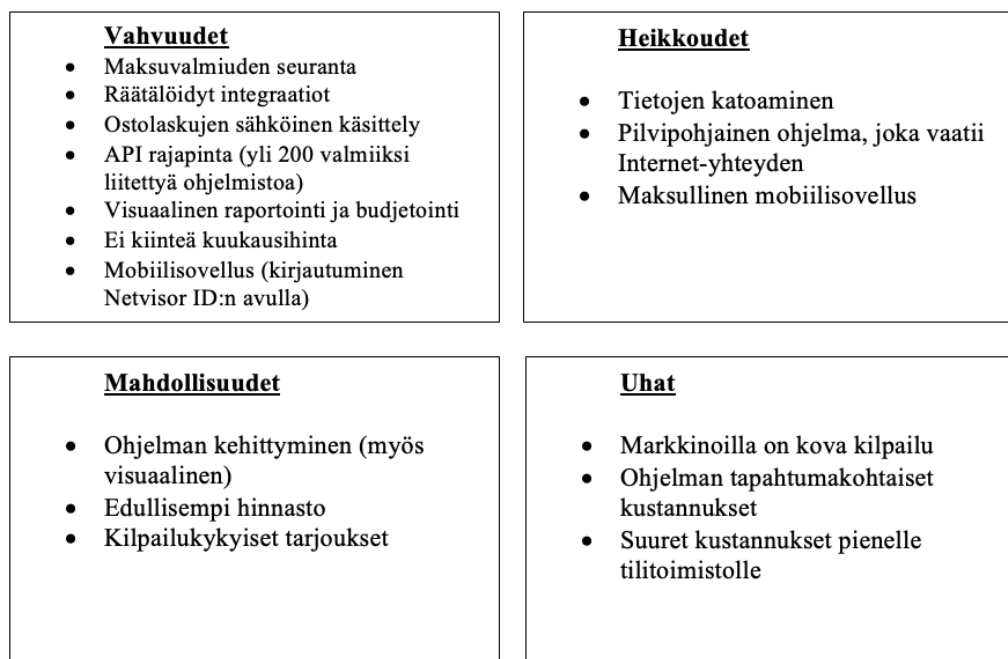 Vahvuudet
Maksuvalmiuden seuranta
Räätälöidyt integraatiot
Ostolaskujen sähköinen käsittely
API rajapinta (yli 200 valmiiksi
liitettyä ohjelmistoa)
Visuaalinen raportointi ja budjetointi
Ei kiinteä kuukausihinta
Mobiilisovellus (kirjautuminen
Netvisor ID:n avulla)
Heikkoudet
Tietojen katoaminen
Pilvipohjainen ohjelma, joka vaatii
Internet-yhteyden
Maksullinen mobiilisovellus
Mahdollisuudet
Ohjelman kehittyminen (myös
visuaalinen)
Edullisempi hinnasto
Kilpailukykyiset tarjoukset
Uhat
Markkinoilla on kova kilpailu
Ohjelman tapahtumakohtaiset
kustannukset
Suuret kustannukset pienelle
tilitoimistolle